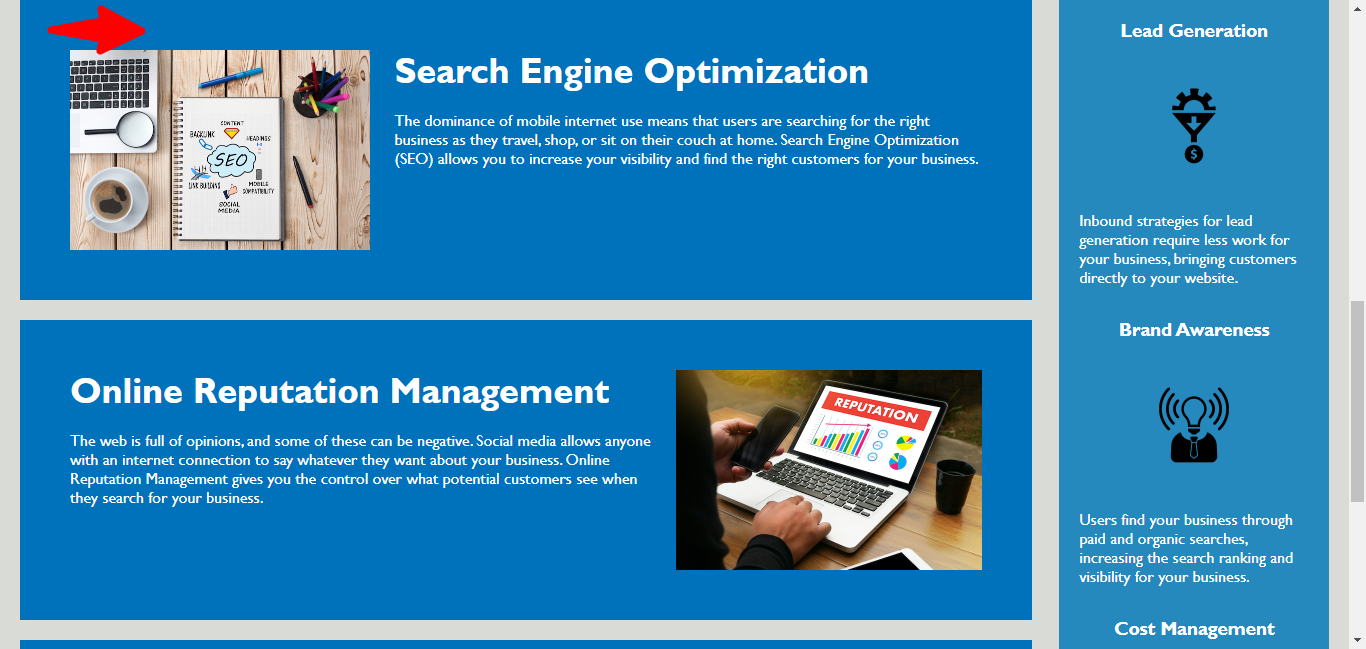 Search Engine Optimization
The dominance of mobile internet use means that users are searching for the right
business as they travel, shop, or sit on their couch at home. Search Engine Optimization
(SEO) allows you to increase your visibility and find the right customers for your business.
CONTENT
BACKLINK
HEADINGS
SEO
LINK BUILDING
MOBILE
COMPATIBILITY
SOCIAL
MEDIA
Online Reputation Management
The web is full of opinions, and some of these can be negative. Social media allows anyone
with an internet connection to say whatever they want about your business. Online
Reputation Management gives you the control over what potential customers see when
they search for your business.
REPUTATION
Lead Generation
$
Inbound strategies for lead
generation require less work for
your business, bringing customers
directly to your website.
Brand Awareness
Users find your business through
paid and organic searches,
increasing the search ranking and
visibility for your business.
Cost Management